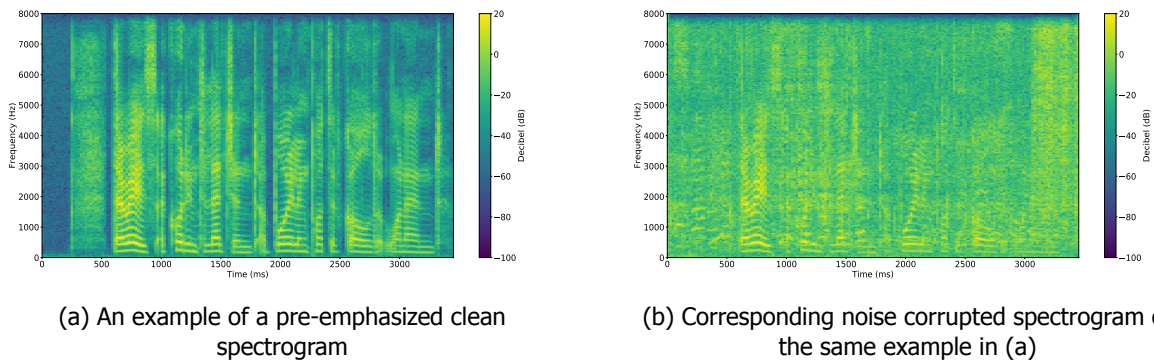 8000
7000
6000
5000
4000
3000
2000
1000
0
Frequency (Hz)
0 500 1000 1500 2000 2500 3000
Time (ms)
20
0
−20
−40
−60
−80
−100
Decibel (dB)
(a) An example of a pre-emphasized clean
spectrogram
8000
7000
6000
5000
4000
3000
2000
1000
0
Frequency (Hz)
0 500 1000 1500 2000 2500 3000
Time (ms)
20
0
−20
−40
−60
−80
−100
Decibel (dB)
(b) Corresponding noise corrupted spectrogram
the same example in (a)